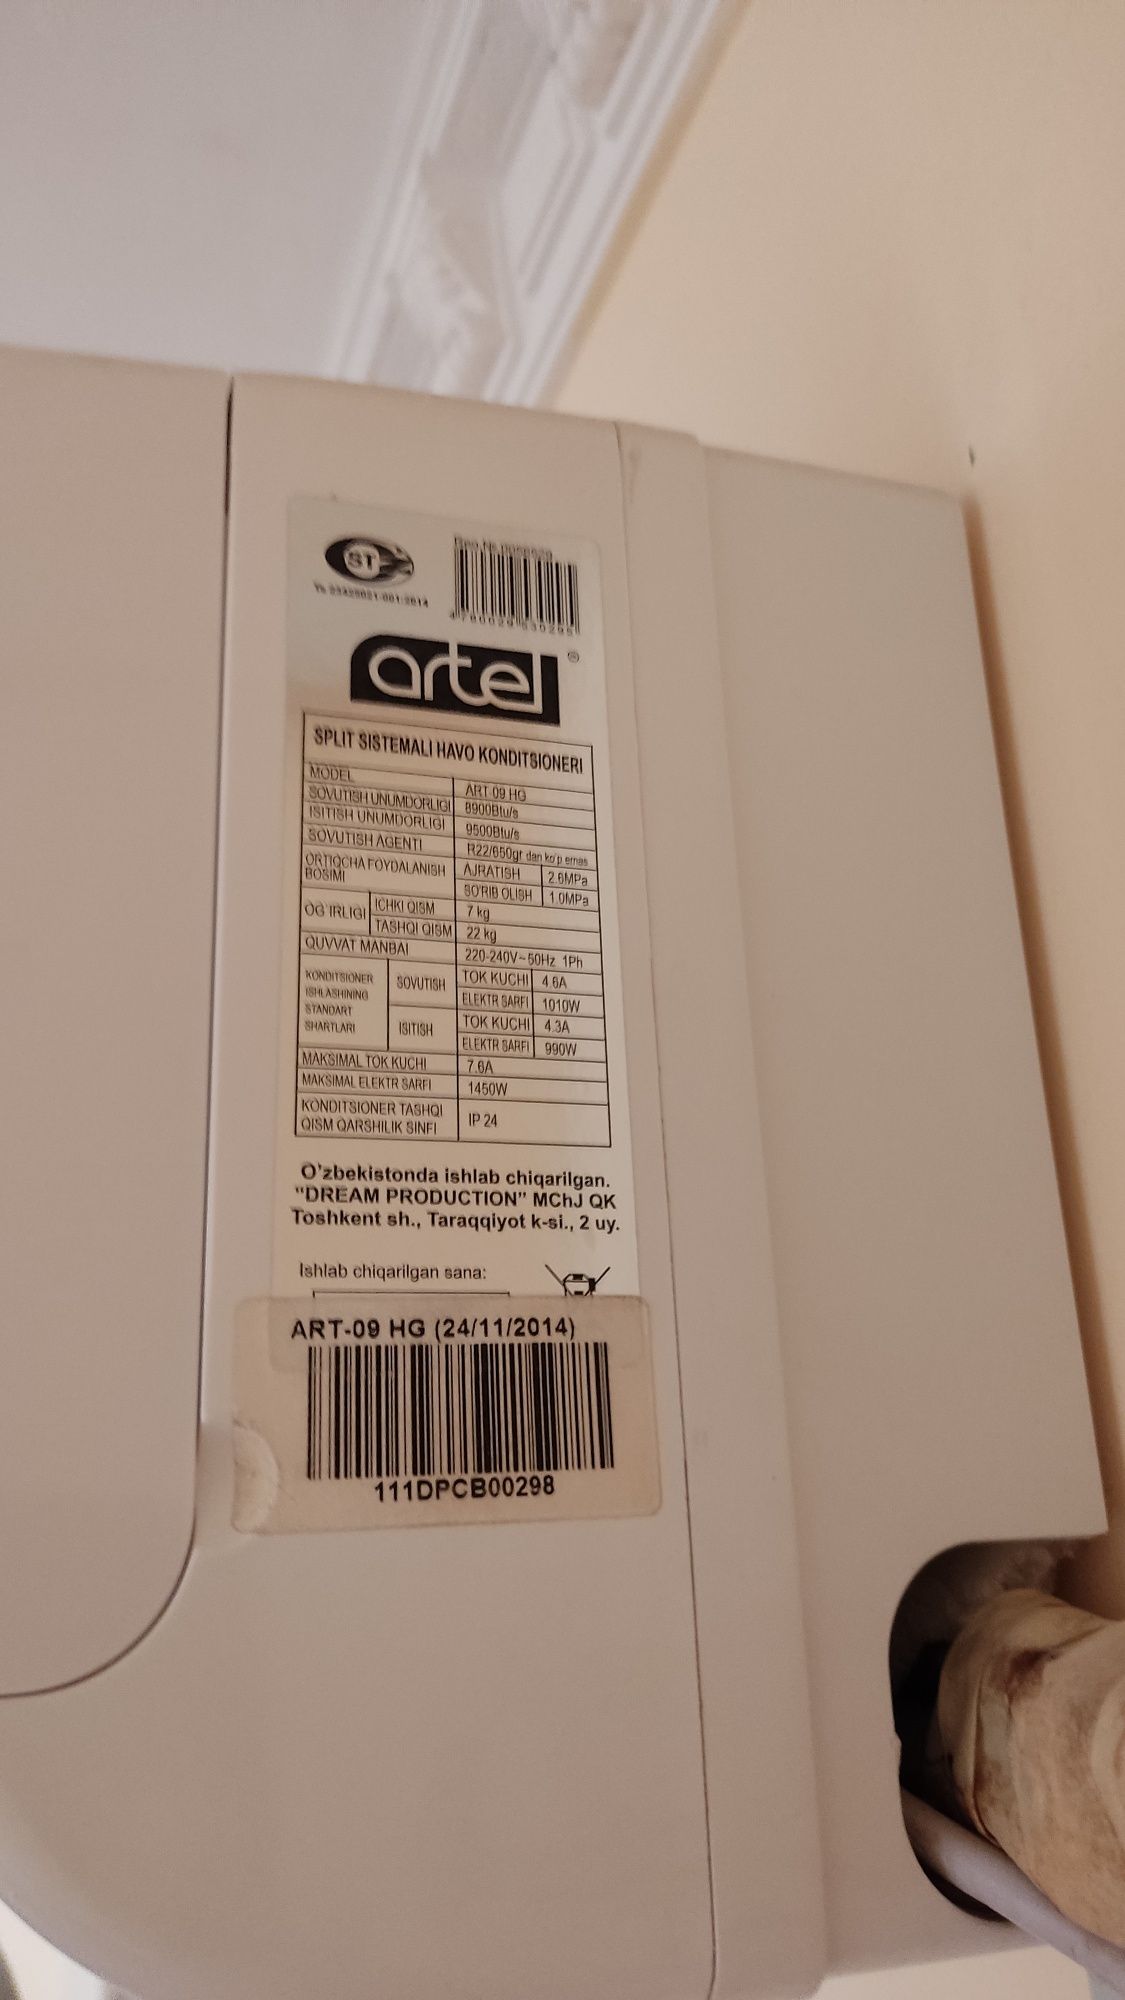 ST
artel ®
SPLIT SISTEMALI HAVO KONDITSIONERI
MODEL ART 09 HG
SOVUTISH UNUMDORLIGI 8900Btu/s
ISITISH UNUMDORLIGI 9500Btu/s
SOVUTISH AGENTI R22/650gr dan ko'p emas
ORTIQCHA FOYDALANISH BOSIMI AJRATISH 2.6MPa
SO'RIB OLISH 1.0MPa
OG'IRLIGI ICHKI QISM 7 kg
TASHQI QISM 22 kg
QUVVAT MANBAI 220-240V~50Hz 1Ph
KONDITSIONER ISHLASHINING STANDART SHARTLARI SOVUTISH TOK KUCHI 4.6A
ELEKTR SARFI 1010W
ISITISH TOK KUCHI 4.3A
ELEKTR SARFI 990W
MAKSIMAL TOK KUCHI 7.6A
MAKSIMAL ELEKTR SARFI 1450W
KONDITSIONER TASHQI
QISM QARSHILIK SINFI IP 24
O'zbekistonda ishlab chiqarilgan.
"DREAM PRODUCTION" MChJ QK
Toshkent sh., Taraqqiyot k-si., 2 uy.
Ishlab chiqarilgan sana:
ART-09 HG (24/11/2014)
111DPCB00298